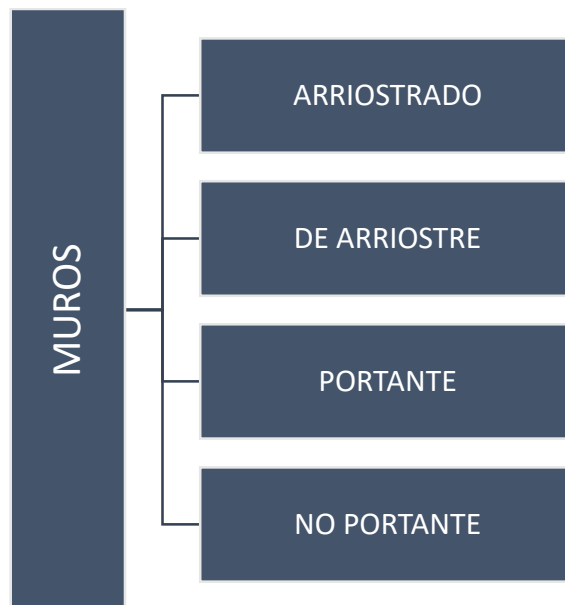 MUROS
ARRIOSTRADO
DE ARRIOSTRE
PORTANTE
NO PORTANTE